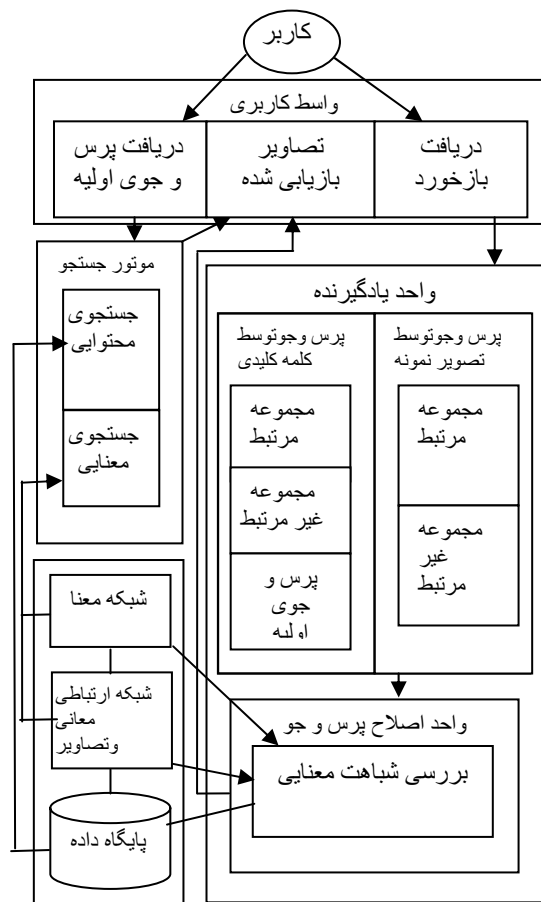 کاربر
واسط کاربری
دریافت
بازخورد
تصاویر
بازیابی شده
دریافت پرس
و جوی اولیه
واحد یادگیرنده
پرس وجوتوسط
تصویر نمونه
مجموعه
مرتبط
مجموعه
غیر
مرتبط
پرس وجوتوسط
کلمه کلیدی
مجموعه
مرتبط
مجموعه
غیر مرتبط
پرس و
جوی
اولیه
موتور جستجو
جستجوی
محتوایی
جستجوی
معنایی
واحد اصلاح پرس و جو
بررسی شباهت معنایی
شبکه معنا
شبکه ارتباطی
معانی
وتصاویر
پایگاه داده